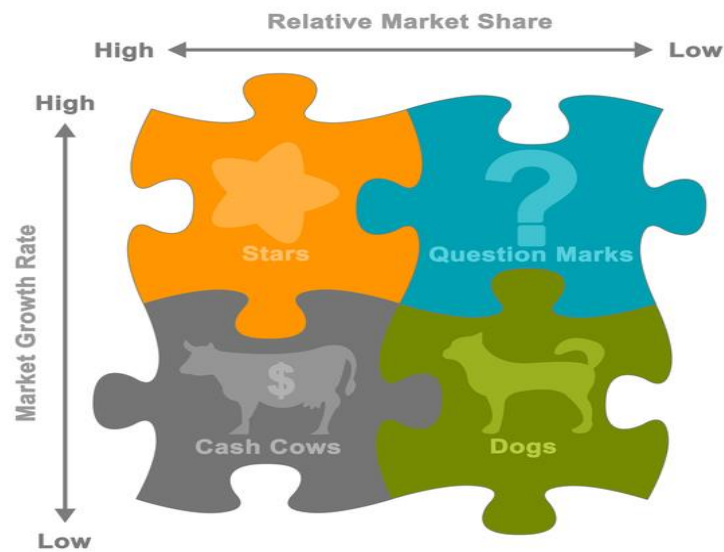 Relative Market Share
High
Low
High
Market Growth Rate
Low
Stars
Question Marks
$
Cash Cows
Dogs